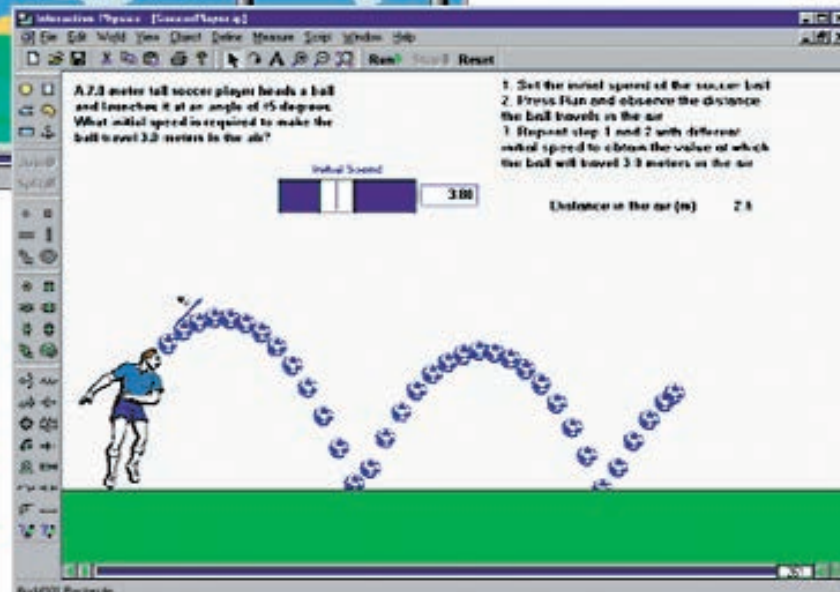 Interactive Physics - [SoccerPlayer.ip]
File Edit World View Object Define Measure Script Window Help
Run Reset
A 2.0 meter tall soccer player heads a ball
and launches it at an angle of 45 degrees
What initial speed is required to make the
ball travel 3.0 meters in the air?
1. Set the initial speed of the soccer ball
2. Press Run and observe the distance
the ball travels in the air
3. Repeat step 1 and 2 with different
initial speed to obtain the value at which
the ball will travel 3.0 meters in the air
Initial Speed
3.80
Distance in the air (m)